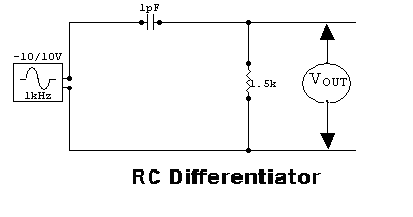 1pF
-10/10V
1kHz
1.5k
VOUT
RC Differentiator